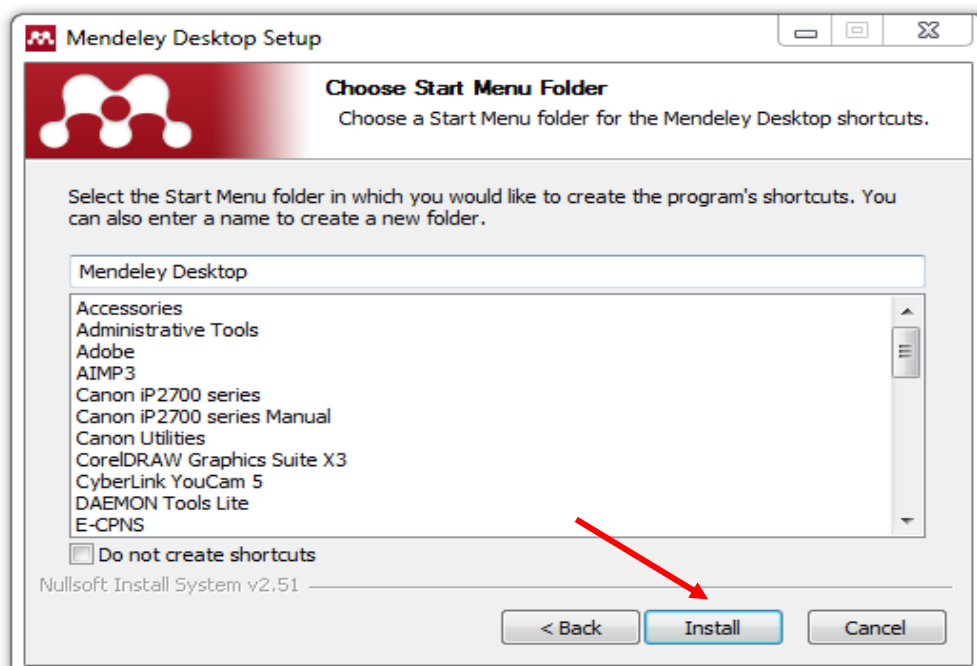 Mendeley Desktop Setup
Choose Start Menu Folder
Choose a Start Menu folder for the Mendeley Desktop shortcuts.
Select the Start Menu folder in which you would like to create the program's shortcuts. You
can also enter a name to create a new folder.
Mendeley Desktop
Accessories
Administrative Tools
Adobe
AIMP3
Canon iP2700 series
Canon iP2700 series Manual
Canon Utilities
CorelDRAW Graphics Suite X3
CyberLink YouCam 5
DAEMON Tools Lite
E-CPNS
Do not create shortcuts
Nullsoft Install System v2.51
< Back Install Cancel